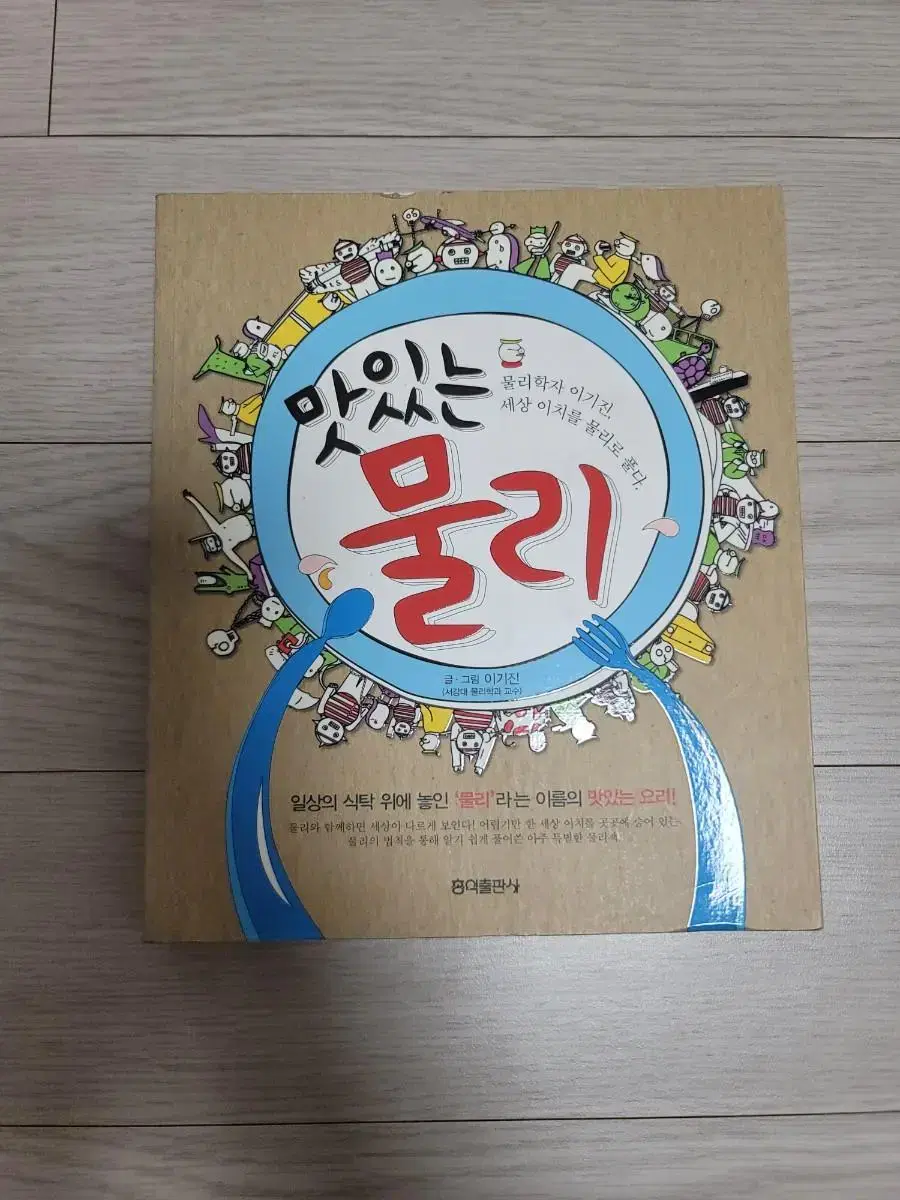 맛있는
물리
물리학자 이기진,
세상 이치를 물리로 풀다.
글·그림 이기진
(서강대 물리학과 교수)
일상의 식탁 위에 놓인 '물리'라는 이름의 맛있는 요리!
물리와 함께하면 세상이 다르게 보인다! 어렵기만 한 세상 이치를 곳곳에 숨어 있는
물리의 법칙을 통해 알기 쉽게 풀어쓴 아주 특별한 물리책.
홍익출판사